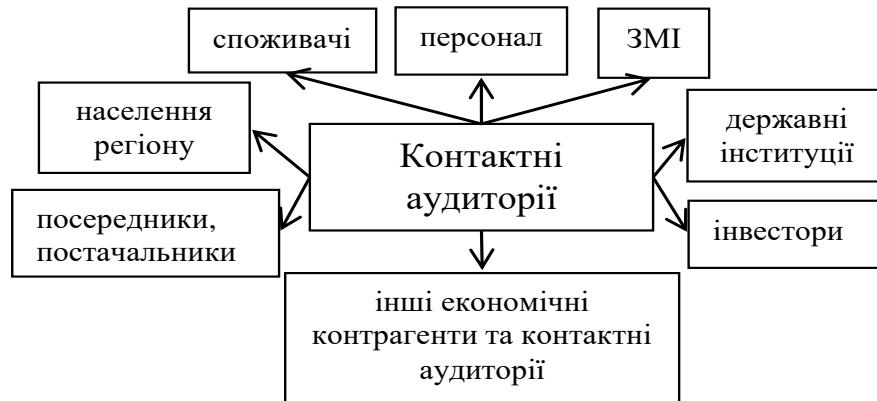 споживачі
персонал
ЗМІ
населення
регіону
Контактні
аудиторії
державні
інституції
посередники,
постачальники
інвестори
інші економічні
контрагенти та контактні
аудиторії